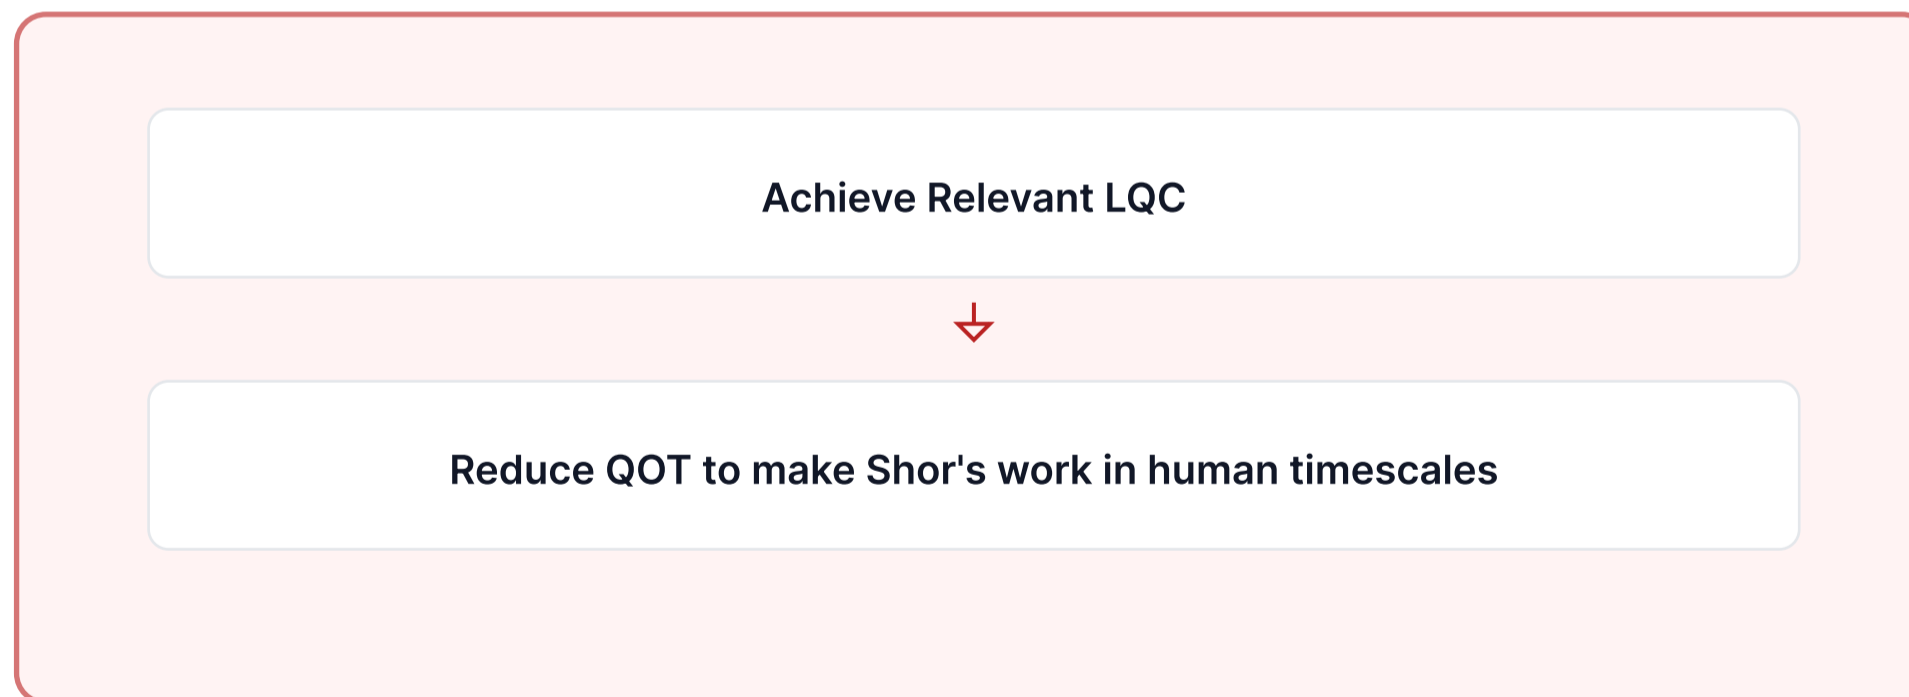 Achieve Relevant LQC
Reduce QOT to make Shor's work in human timescales